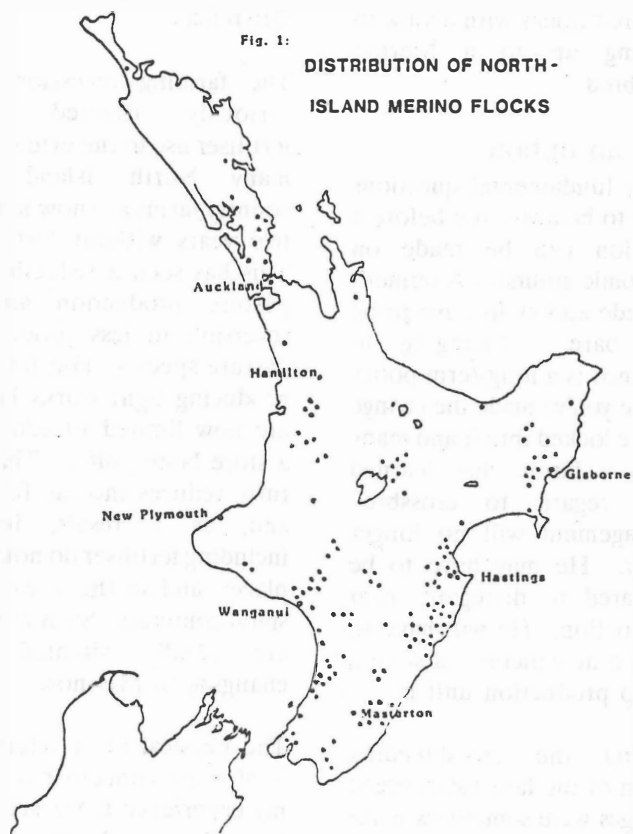 Fig. 1:
DISTRIBUTION OF NORTH-
ISLAND MERINO FLOCKS
Auckland
Hamilton
Gisborne
New Plymouth
Hastings
Wanganui
Masterton